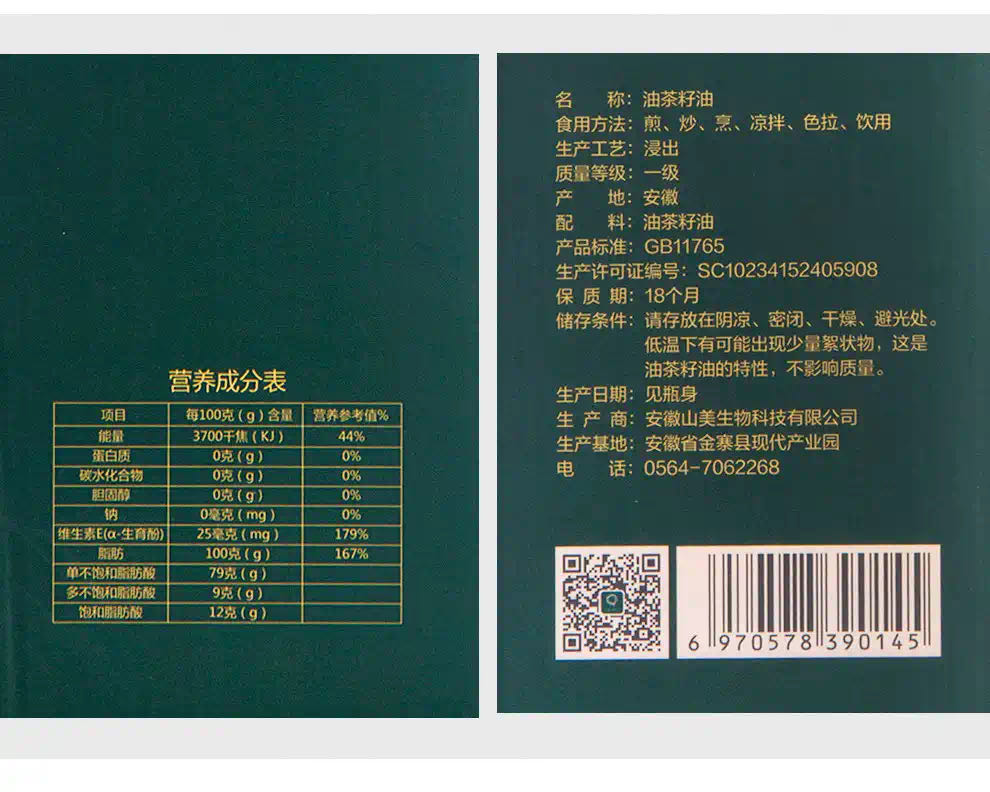 营养成分表
项目 每100克(g)含量 营养参考值%
能量 3700千焦(KJ) 44%
蛋白质 0克(g) 0%
碳水化合物 0克(g) 0%
胆固醇 0克(g) 0%
钠 0毫克(mg) 0%
维生素E(α-生育酚) 25毫克(mg) 179%
脂肪 100克(g) 167%
单不饱和脂肪酸 79克(g)
多不饱和脂肪酸 9克(g)
饱和脂肪酸 12克(g)
名称：油茶籽油
食用方法：煎、炒、烹、凉拌、色拉、饮用
生产工艺：浸出
质量等级：一级
产地：安徽
配料：油茶籽油
产品标准：GB11765
生产许可证编号：SC10234152405908
保质期：18个月
储存条件：请存放在阴凉、密闭、干燥、避光处。
低温下有可能出现少量絮状物，这是
油茶籽油的特性，不影响质量。
生产日期：见瓶身
生产商：安徽山美生物科技有限公司
生产基地：安徽省金寨县现代产业园
电话：0564-7062268
6 970578 390145